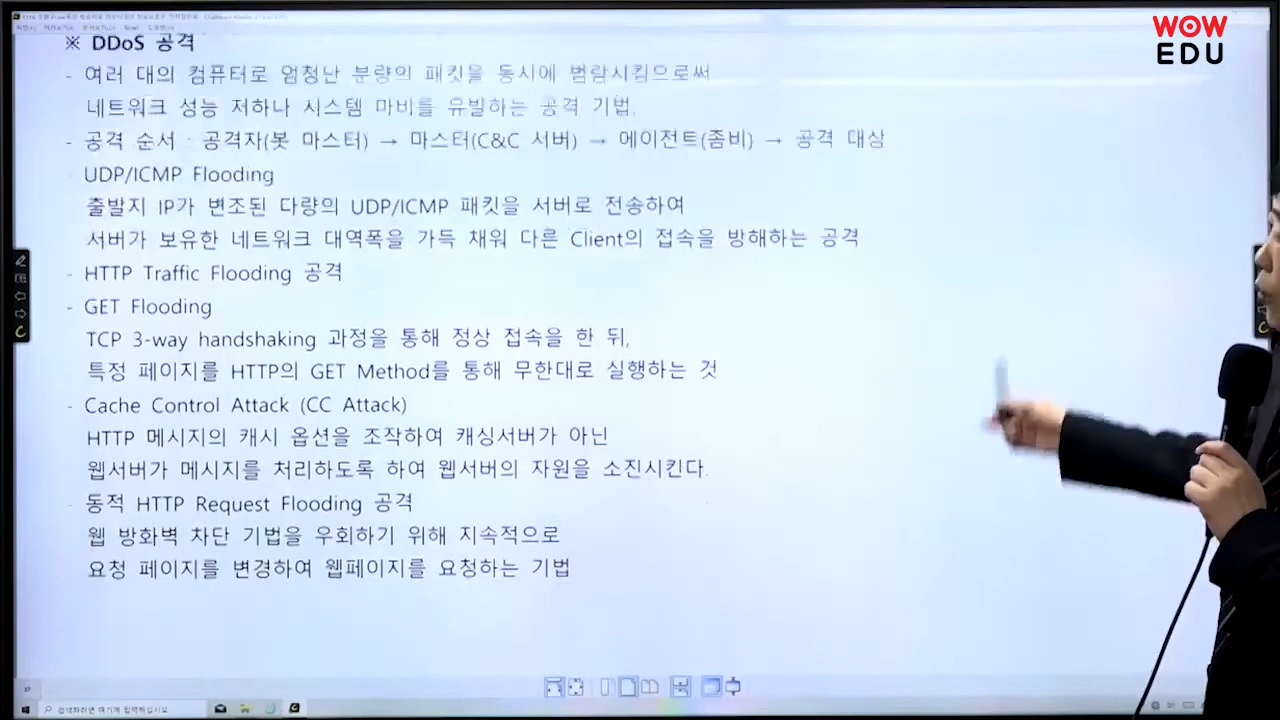 WOW
EDU
※ DDoS 공격
- 여러 대의 컴퓨터로 엄청난 분량의 패킷을 동시에 범람시킴으로써
네트워크 성능 저하나 시스템 마비를 유발하는 공격 기법.
- 공격 순서 : 공격자(봇 마스터) → 마스터(C&C 서버) → 에이전트(좀비) → 공격 대상
- UDP/ICMP Flooding
출발지 IP가 변조된 다량의 UDP/ICMP 패킷을 서버로 전송하여
서버가 보유한 네트워크 대역폭을 가득 채워 다른 Client의 접속을 방해하는 공격
- HTTP Traffic Flooding 공격
- GET Flooding
TCP 3-way handshaking 과정을 통해 정상 접속을 한 뒤,
특정 페이지를 HTTP의 GET Method를 통해 무한대로 실행하는 것
- Cache Control Attack (CC Attack)
HTTP 메시지의 캐시 옵션을 조작하여 캐싱서버가 아닌
웹서버가 메시지를 처리하도록 하여 웹서버의 자원을 소진시킨다.
- 동적 HTTP Request Flooding 공격
웹 방화벽 차단 기법을 우회하기 위해 지속적으로
요청 페이지를 변경하여 웹페이지를 요청하는 기법
검색하려면 여기에 입력하십시오.